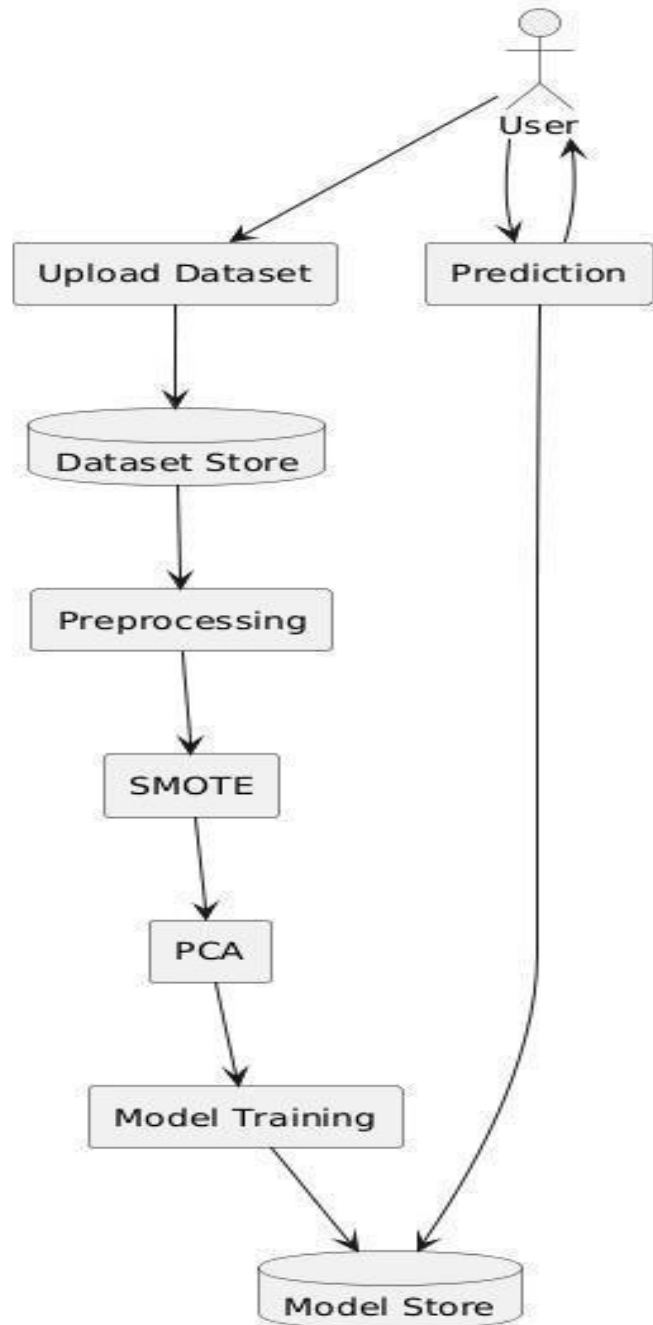 User
Upload Dataset
Prediction
Dataset Store
Preprocessing
SMOTE
PCA
Model Training
Model Store